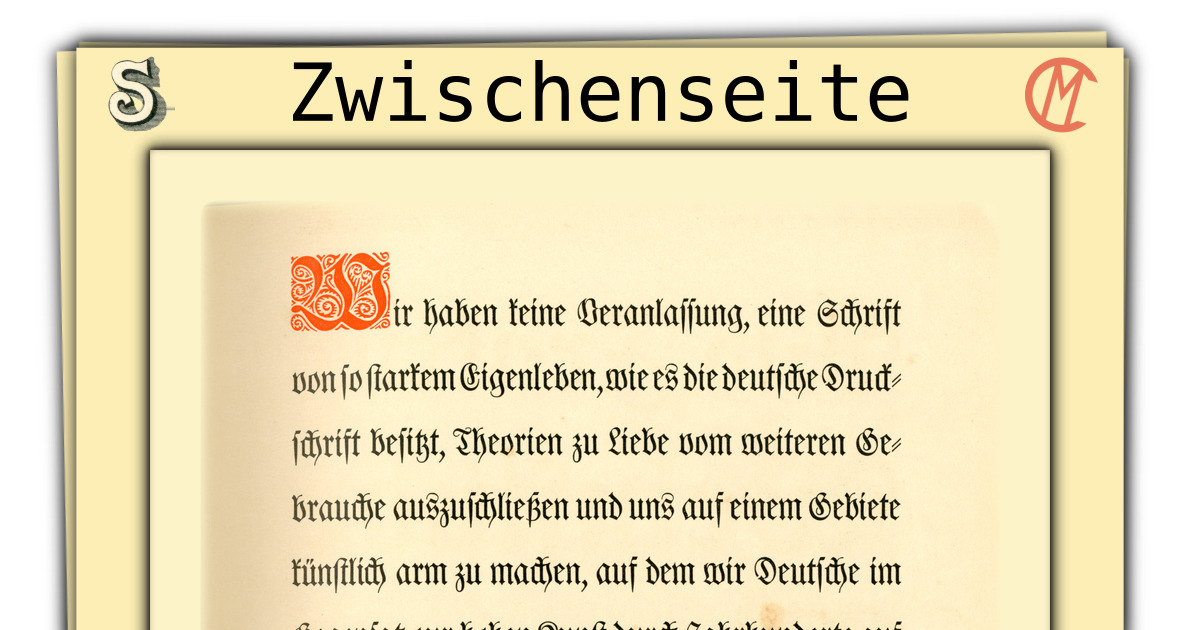 S Zwischenseite CM
Wir haben keine Veranlaſſung, eine Schrift
von ſo ſtarkem Eigenleben, wie es die deutſche Druck⸗
ſchrift beſitzt, Theorien zu Liebe vom weiteren Ge⸗
brauche auszuſchließen und uns auf einem Gebiete
künſtlich arm zu machen, auf dem wir Deutſche im